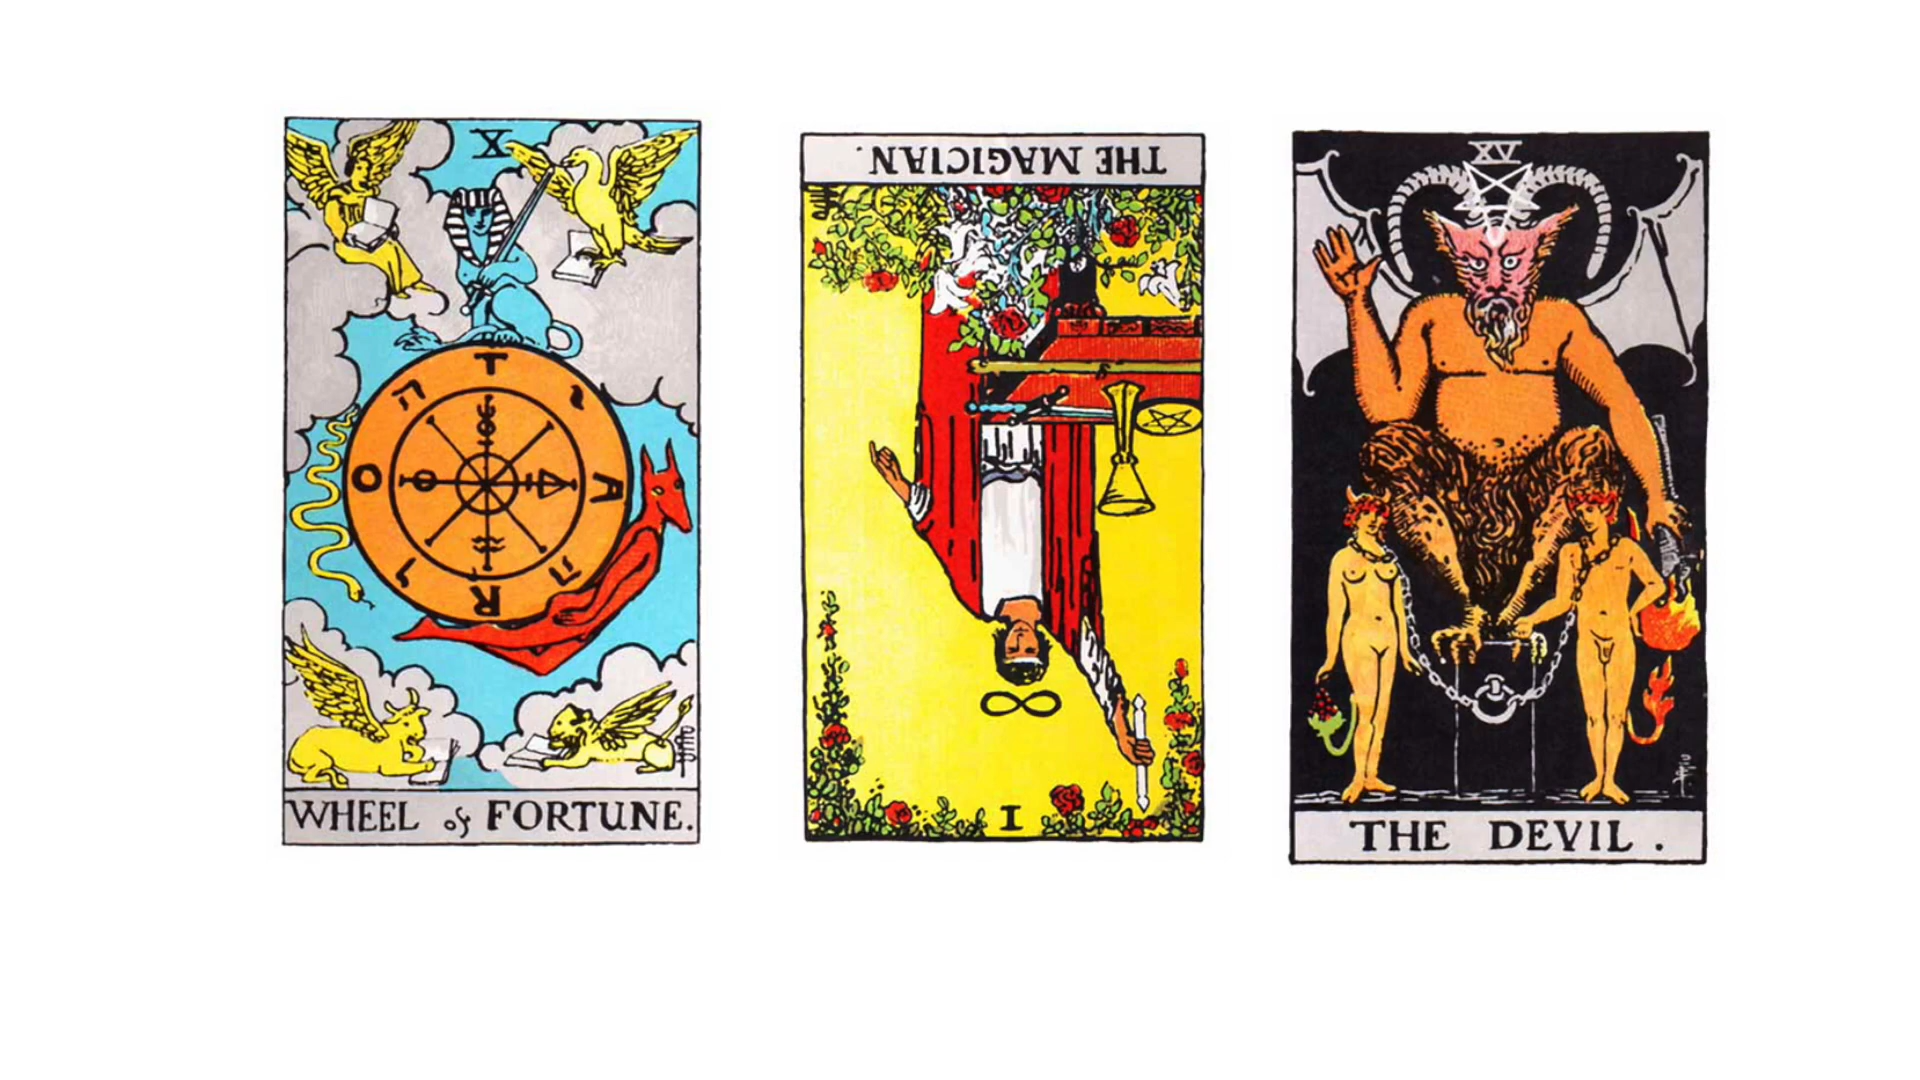 X
T
ה י
O A
ו ה
R
WHEEL of FORTUNE.
THE MAGICIAN.
I
XV
THE DEVIL.